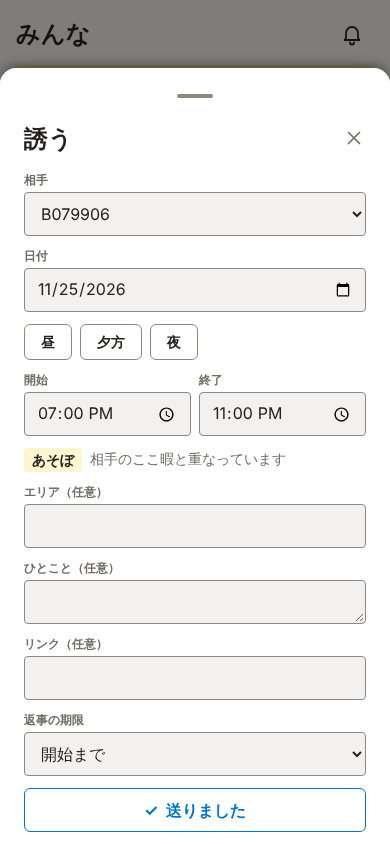 みんな
誘う
相手
B079906
日付
11/25/2026
昼 夕方 夜
開始 終了
07:00 PM 11:00 PM
あそぼ 相手のここ暇と重なっています
エリア（任意）
ひとこと（任意）
リンク（任意）
返事の期限
開始まで
送りました